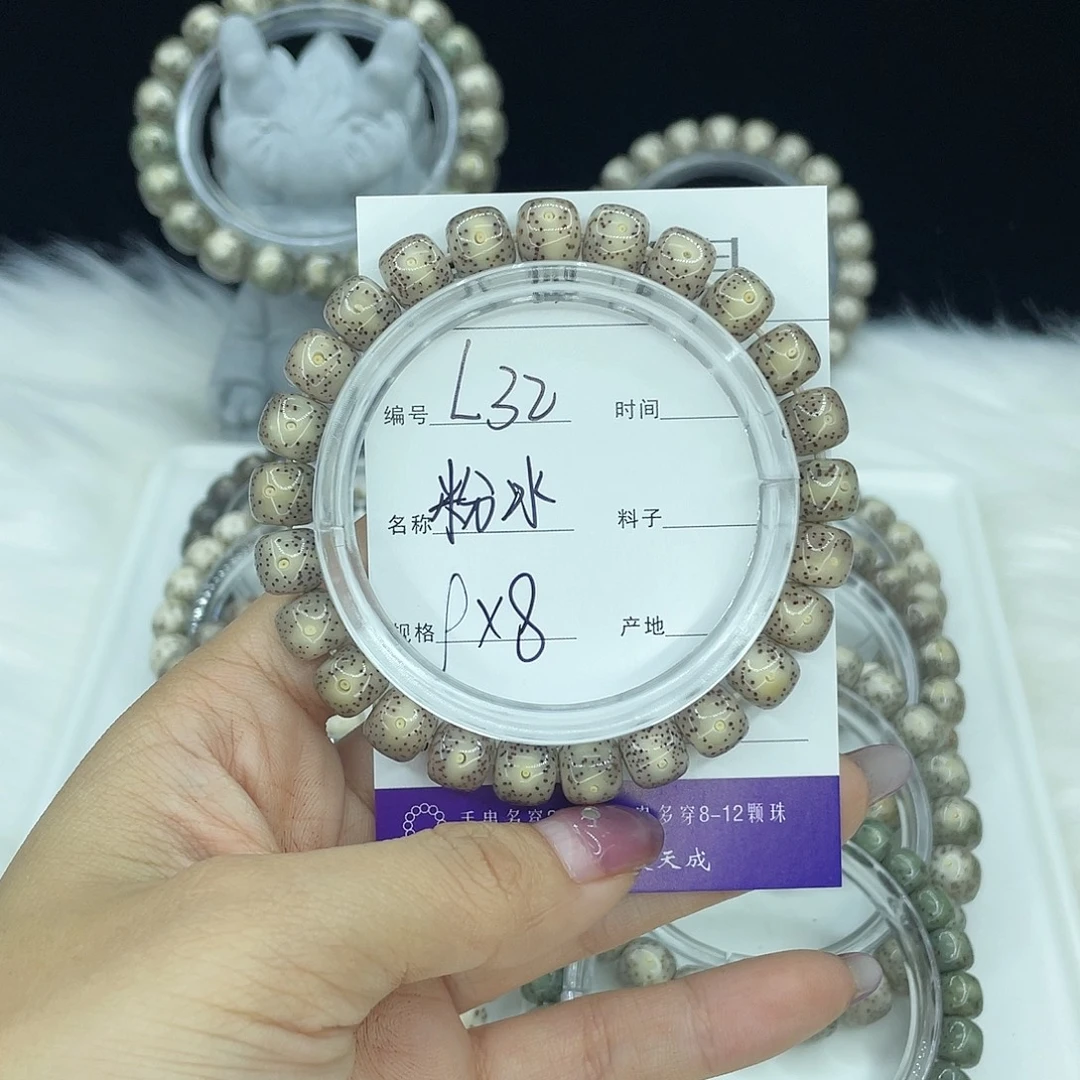 编号 L32 时间
名称 粉冰 料子
规格 9x8 产地
多穿8-12颗珠
天成